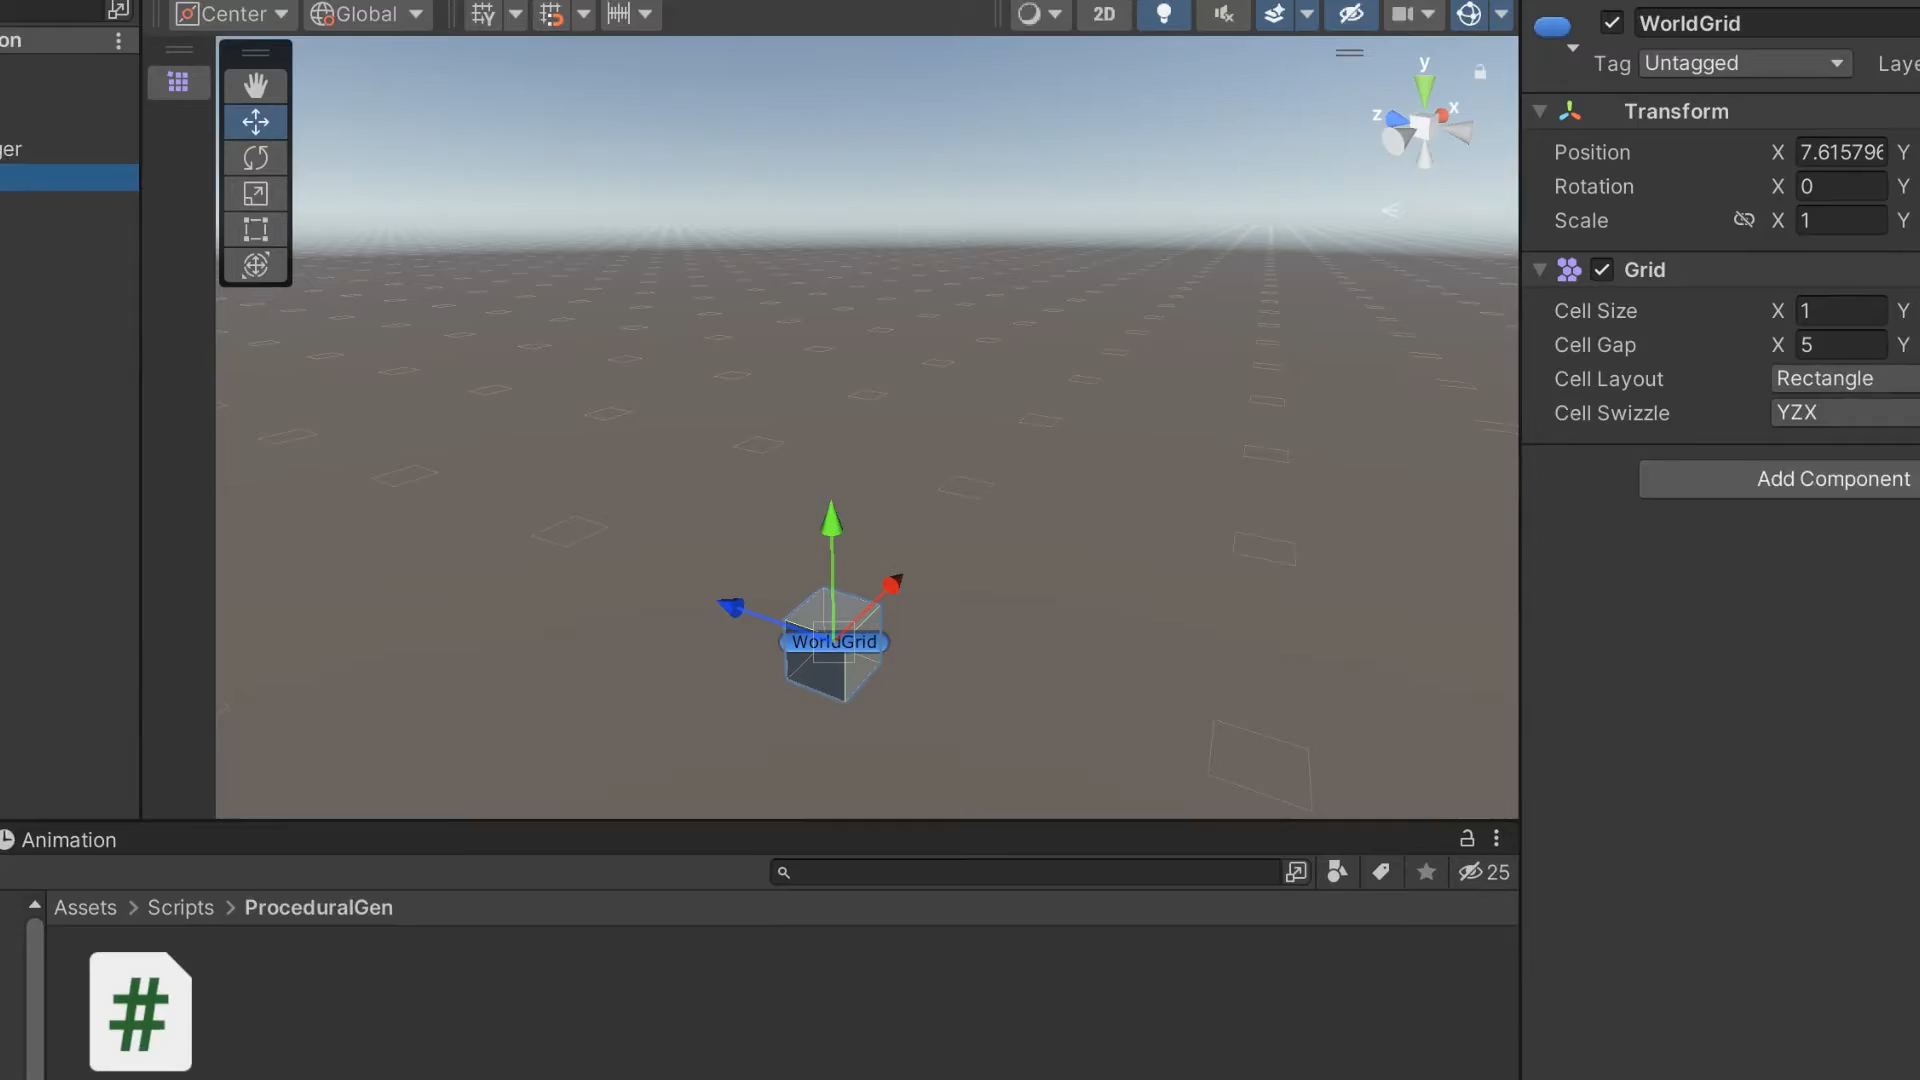 Center
Global
2D
WorldGrid
on
Tag Untagged Laye
y
x
z
Transform
ger
Position X 7.615796 Y
Rotation X 0 Y
Scale X 1 Y
Grid
Cell Size X 1 Y
Cell Gap X 5 Y
Cell Layout Rectangle
Cell Swizzle YZX
Add Component
WorldGrid
Animation
25
Assets > Scripts > ProceduralGen
#